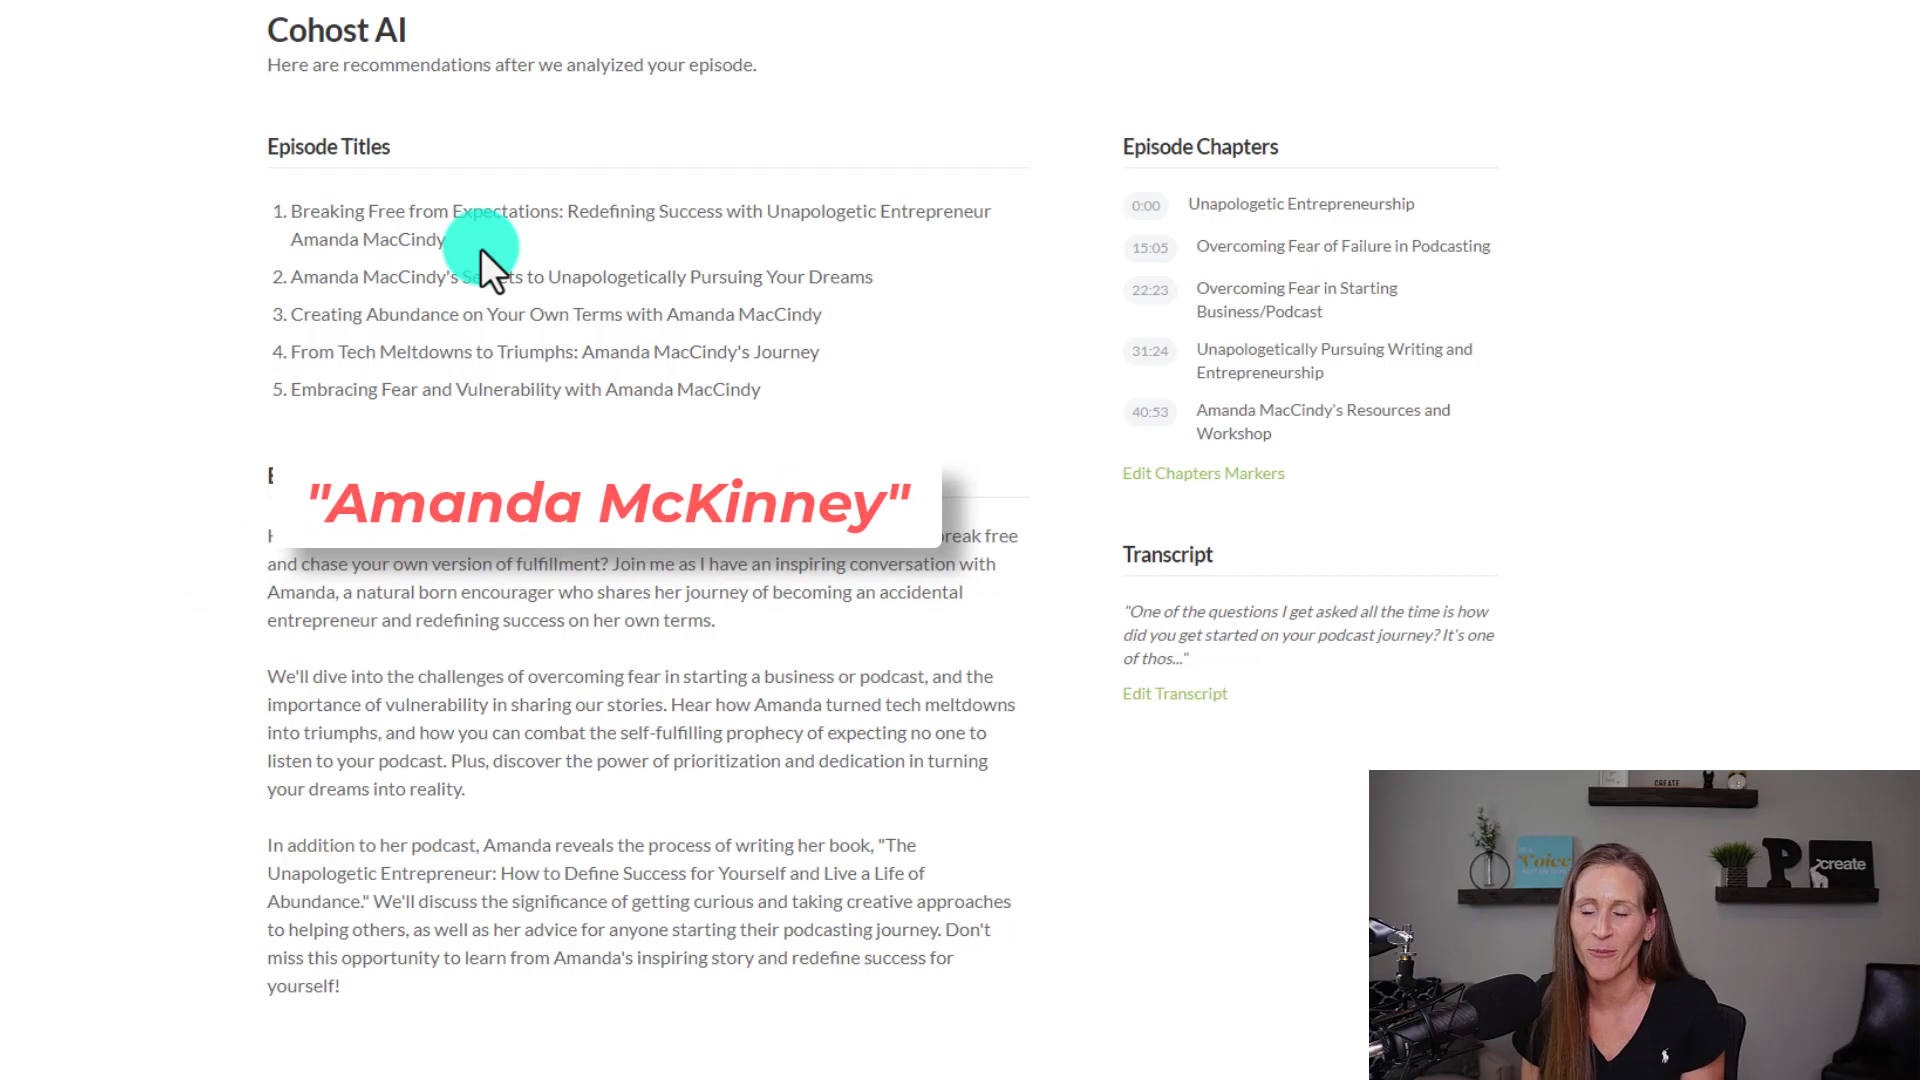 Cohost AI
Here are recommendations after we analyized your episode.
Episode Titles
1. Breaking Free from Expectations: Redefining Success with Unapologetic Entrepreneur
Amanda MacCindy
2. Amanda MacCindy's Secrets to Unapologetically Pursuing Your Dreams
3. Creating Abundance on Your Own Terms with Amanda MacCindy
4. From Tech Meltdowns to Triumphs: Amanda MacCindy's Journey
5. Embracing Fear and Vulnerability with Amanda MacCindy
"Amanda McKinney"
break free
and chase your own version of fulfillment? Join me as I have an inspiring conversation with
Amanda, a natural born encourager who shares her journey of becoming an accidental
entrepreneur and redefining success on her own terms.
We'll dive into the challenges of overcoming fear in starting a business or podcast, and the
importance of vulnerability in sharing our stories. Hear how Amanda turned tech meltdowns
into triumphs, and how you can combat the self-fulfilling prophecy of expecting no one to
listen to your podcast. Plus, discover the power of prioritization and dedication in turning
your dreams into reality.
In addition to her podcast, Amanda reveals the process of writing her book, "The
Unapologetic Entrepreneur: How to Define Success for Yourself and Live a Life of
Abundance." We'll discuss the significance of getting curious and taking creative approaches
to helping others, as well as her advice for anyone starting their podcasting journey. Don't
miss this opportunity to learn from Amanda's inspiring story and redefine success for
yourself!
Episode Chapters
0:00 Unapologetic Entrepreneurship
15:05 Overcoming Fear of Failure in Podcasting
22:23 Overcoming Fear in Starting
Business/Podcast
31:24 Unapologetically Pursuing Writing and
Entrepreneurship
40:53 Amanda MacCindy's Resources and
Workshop
Edit Chapters Markers
Transcript
"One of the questions I get asked all the time is how
did you get started on your podcast journey? It's one
of thos..."
Edit Transcript
CREATE
Voice
P
create